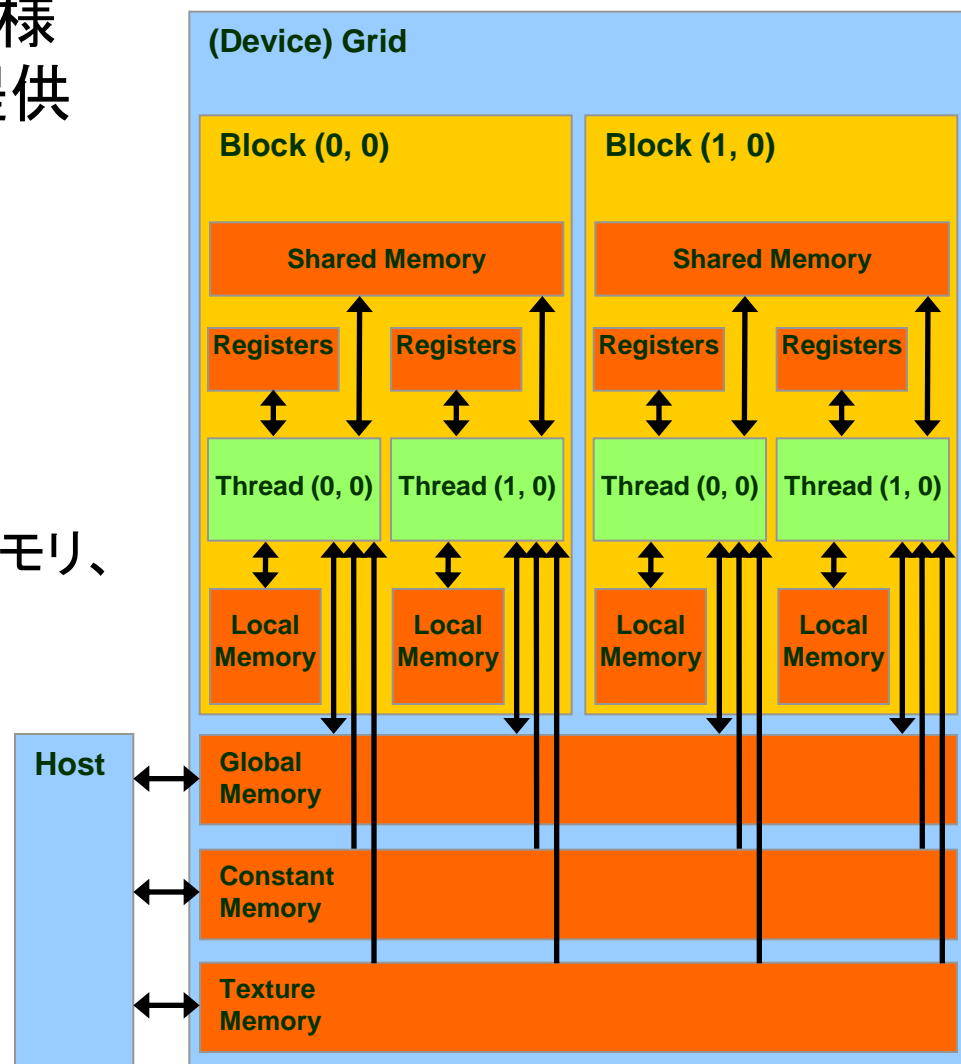 様
提供
モリ、
(Device) Grid
Block (0, 0)
Block (1, 0)
Shared Memory
Shared Memory
Registers
Registers
Registers
Registers
Thread (0, 0)
Thread (1, 0)
Thread (0, 0)
Thread (1, 0)
Local
Memory
Local
Memory
Local
Memory
Local
Memory
Host
Global
Memory
Constant
Memory
Texture
Memory